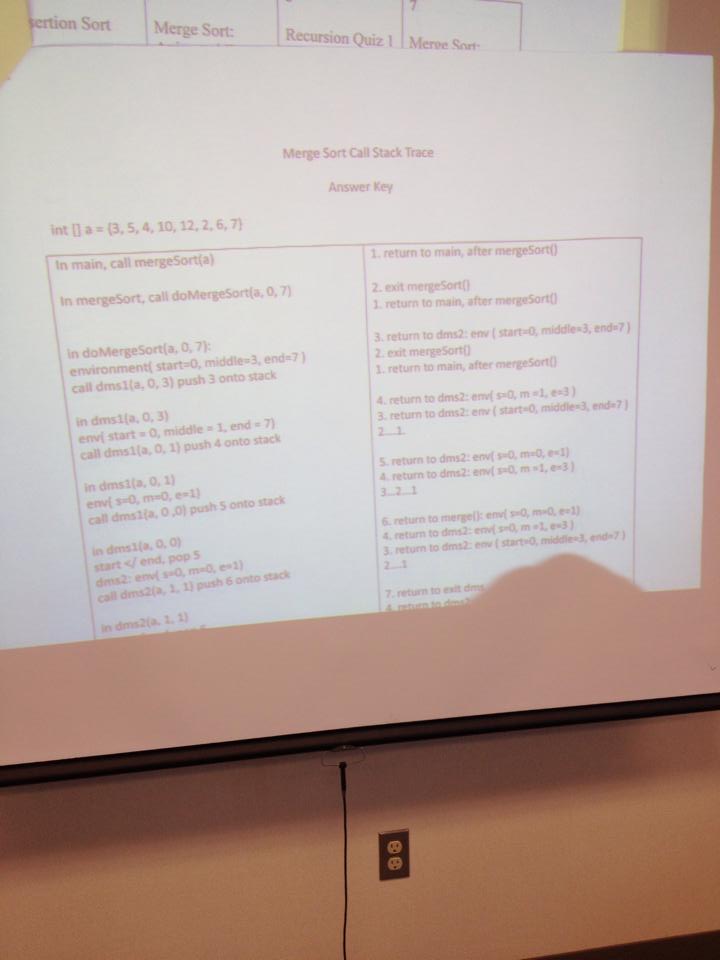 sertion Sort
Merge Sort:
Recursion Quiz 1
7
Merge Sort:
Merge Sort Call Stack Trace
Answer Key
int [] a = {3, 5, 4, 10, 12, 2, 6, 7}
In main, call mergeSort(a)
In mergeSort, call doMergeSort(a, 0, 7)
in doMergeSort(a, 0, 7):
environment( start=0, middle=3, end=7 )
call dms1(a, 0, 3) push 3 onto stack
in dms1(a, 0, 3)
env( start = 0, middle = 1, end = 7)
call dms1(a, 0, 1) push 4 onto stack
in dms1(a, 0, 1)
env( s=0, m=0, e=1)
call dms1(a, 0 ,0) push 5 onto stack
in dms1(a, 0, 0)
start </ end, pop 5
dms2: env( s=0, m=0, e=1)
call dms2(a, 1, 1) push 6 onto stack
in dms2(a, 1, 1)
1. return to main, after mergeSort()
2. exit mergeSort()
1. return to main, after mergeSort()
3. return to dms2: env ( start=0, middle=3, end=7 )
2. exit mergeSort()
1. return to main, after mergeSort()
4. return to dms2: env( s=0, m =1, e=3 )
3. return to dms2: env ( start=0, middle=3, end=7 )
2....1.
5. return to dms2: env( s=0, m=0, e=1)
4. return to dms2: env( s=0, m =1, e=3 )
3...2...1
6. return to merge(): env( s=0, m=0, e=1)
4. return to dms2: env( s=0, m =1, e=3 )
3. return to dms2: env ( start=0, middle=3, end=7 )
2....1
7. return to exit dms
4. return to dms2